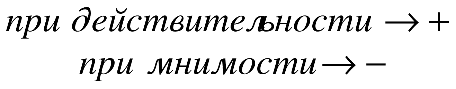 при действительности → +
при мнимости → −